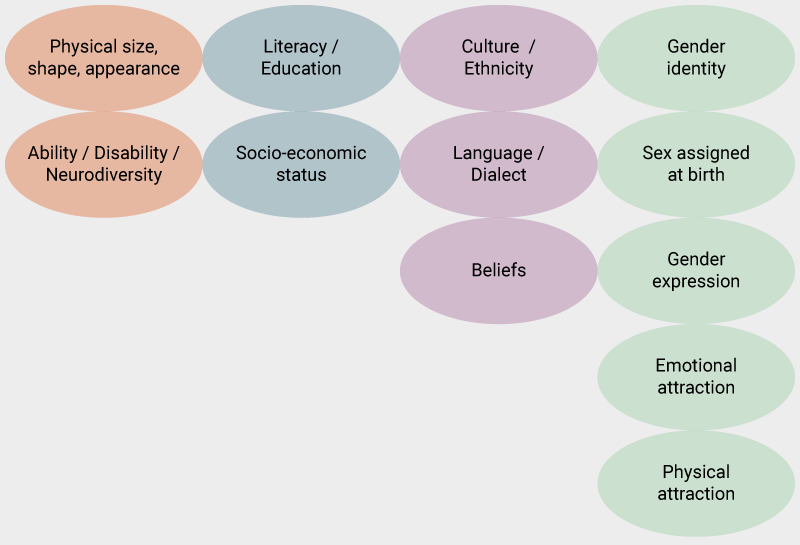 Physical size,
shape, appearance
Ability / Disability /
Neurodiversity
Literacy /
Education
Socio-economic
status
Culture  /
Ethnicity
Language /
Dialect
Beliefs
Gender
identity
Sex assigned
at birth
Gender
expression
Emotional
attraction
Physical
attraction